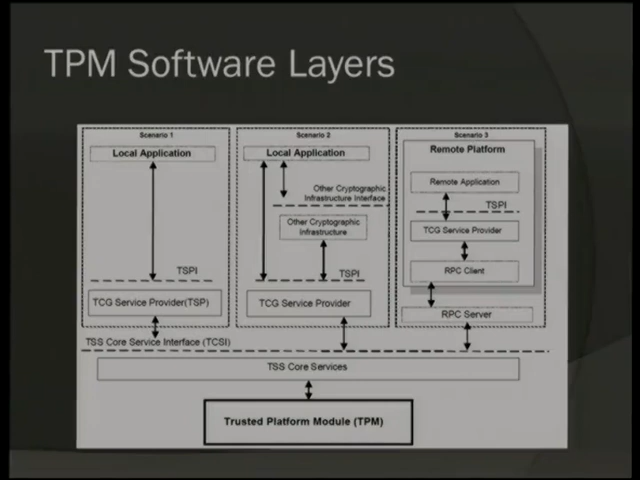 TPM Software Layers
Scenario 1
Local Application
TSPI
TCG Service Provider(TSP)
Scenario 2
Local Application
Other Cryptographic
Infrastructure Interface
Other Cryptographic
Infrastructure
TSPI
TCG Service Provider
Scenario 3
Remote Platform
Remote Application
TSPI
TCG Service Provider
RPC Client
RPC Server
TSS Core Service Interface (TCSI)
TSS Core Services
Trusted Platform Module (TPM)